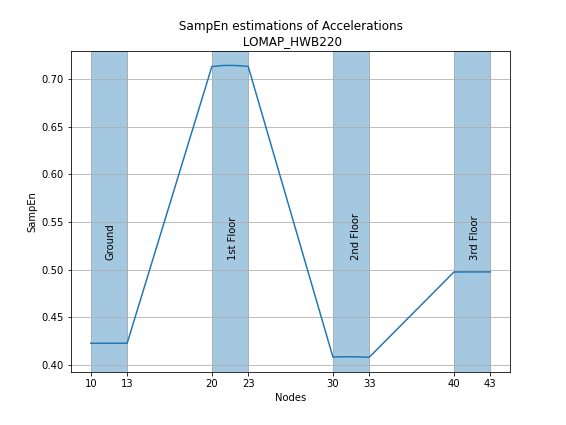 SampEn estimations of Accelerations
LOMAP_HWB220
SampEn
0.70
0.65
0.60
0.55
0.50
0.45
0.40
Ground
1st Floor
2nd Floor
3rd Floor
10 13 20 23 30 33 40 43
Nodes